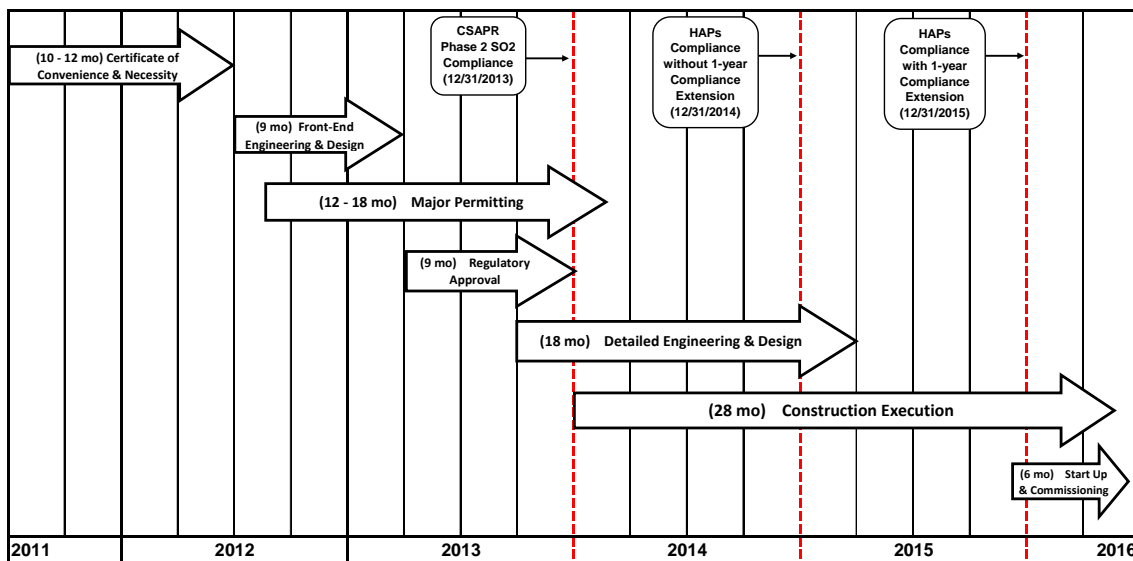 (10 - 12 mo) Certificate of
Convenience & Necessity
CSAPR
Phase 2 SO2
Compliance
(12/31/2013)
HAPs
Compliance
without 1-year
Compliance
Extension
(12/31/2014)
HAPs
Compliance
with 1-year
Compliance
Extension
(12/31/2015)
(9 mo) Front-End
Engineering & Design
(12 - 18 mo) Major Permitting
(9 mo) Regulatory
Approval
(18 mo) Detailed Engineering & Design
(28 mo) Construction Execution
(6 mo) Start Up
& Commissioning
2011 2012 2013 2014 2015 2016